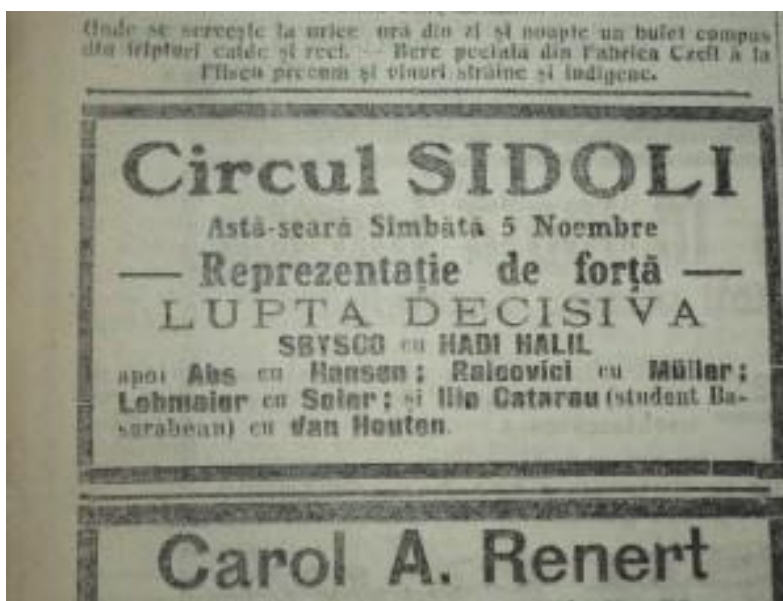 Unde se servește la orice oră din zi și noapte un bufet compus
din fripturi calde și reci. — Bere peciala din Fabrica Czell à la
Pilsen precum și vinuri străine și indigene.
Circul SIDOLI
Astă-seară Simbătă 5 Noembre
— Reprezentație de forță —
LUPTA DECISIVA
SBYSCO cu HADI HALIL
apoi Abs cu Hansen; Raicovici cu Müller;
Lobmaier cu Soler; și Ilie Catarau (student Ba-
sarabean) cu Van Houten.
Carol A. Renert